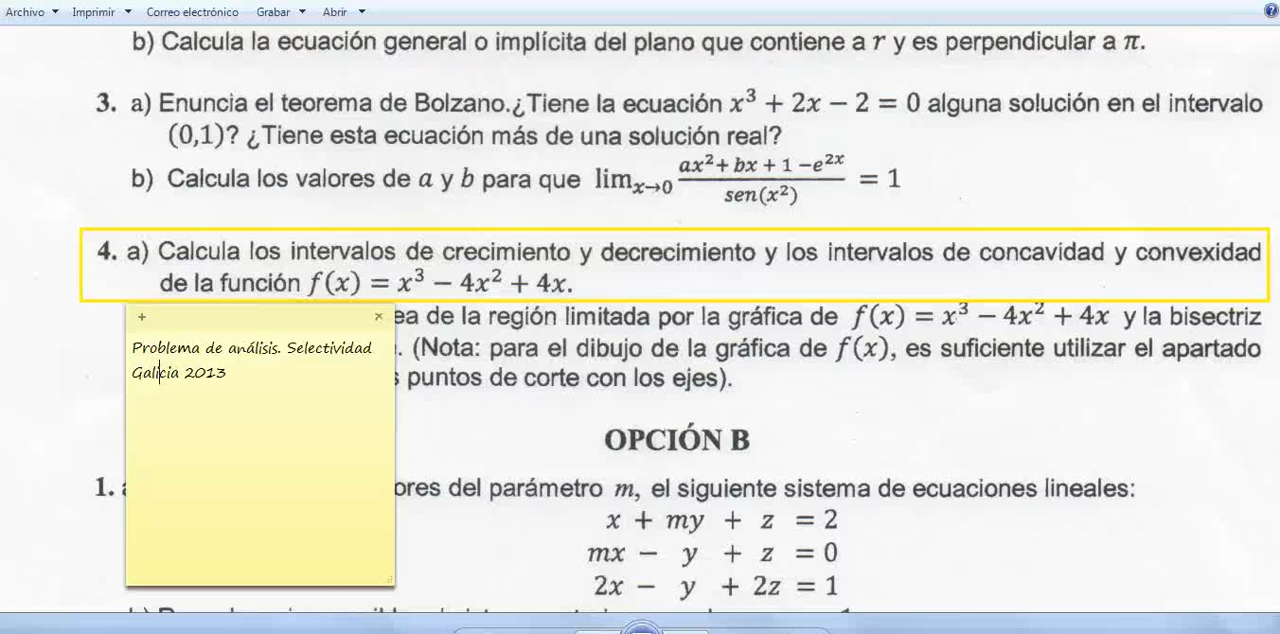 Archivo Imprimir Correo electrónico Grabar Abrir
b) Calcula la ecuación general o implícita del plano que contiene a r y es perpendicular a π.
3. a) Enuncia el teorema de Bolzano.¿Tiene la ecuación x³ + 2x − 2 = 0 alguna solución en el intervalo
(0,1)? ¿Tiene esta ecuación más de una solución real?
b) Calcula los valores de a y b para que lim_{x→0} (ax² + bx + 1 − e^{2x})/(sen(x²)) = 1
4. a) Calcula los intervalos de crecimiento y decrecimiento y los intervalos de concavidad y convexidad
de la función f(x) = x³ − 4x² + 4x.
de la región limitada por la gráfica de f(x) = x³ − 4x² + 4x y la bisectriz
. (Nota: para el dibujo de la gráfica de f(x), es suficiente utilizar el apartado
puntos de corte con los ejes).
+ ×
Problema de análisis. Selectividad
Galicia 2013
OPCIÓN B
1. del parámetro m, el siguiente sistema de ecuaciones lineales:
x + my + z = 2
mx − y + z = 0
2x − y + 2z = 1